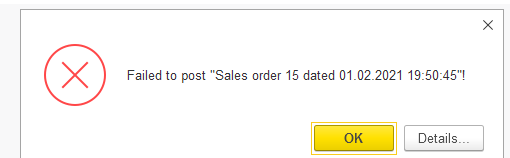 Failed to post "Sales order 15 dated 01.02.2021 19:50:45"!
OK
Details...